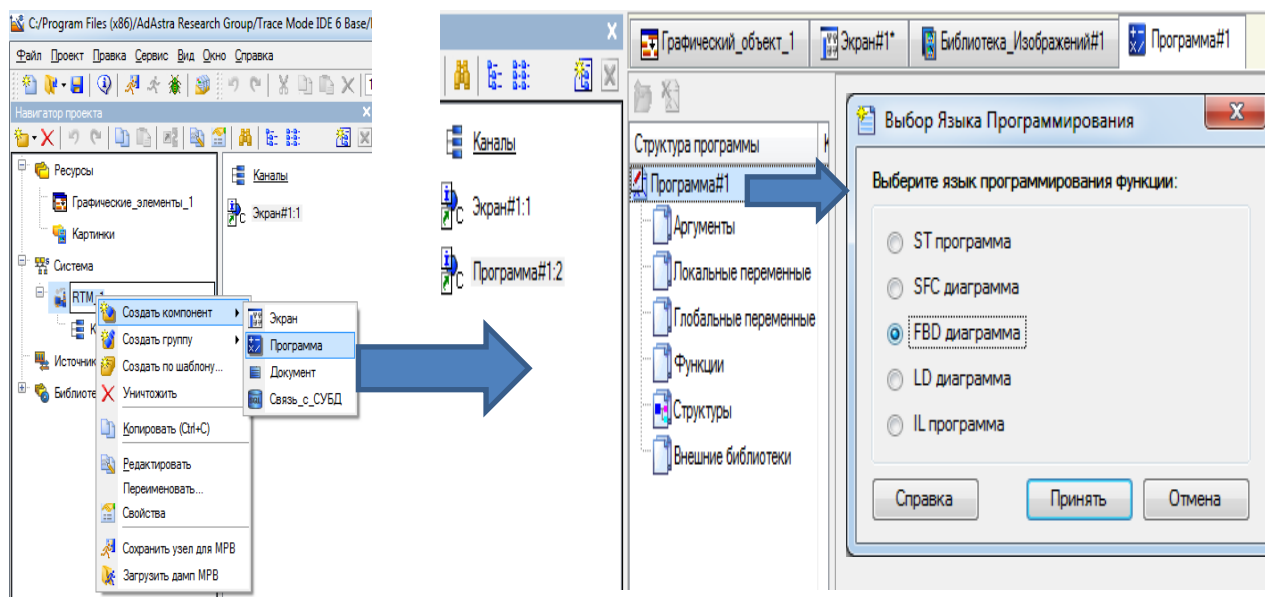 C:/Program Files (x86)/AdAstra Research Group/Trace Mode IDE 6 Base/
Файл Проект Правка Сервис Вид Окно Справка
Навигатор проекта
Ресурсы
Графические_элементы_1
Картинки
Система
RTM_1
К
Источник
Библиоте
Каналы
Экран#1:1
Создать компонент
Создать группу
Создать по шаблону...
Уничтожить
Копировать (Ctrl+C)
Редактировать
Переименовать...
Свойства
Сохранить узел для МРВ
Загрузить дамп МРВ
Экран
Программа
Документ
Связь_с_СУБД
Каналы
Экран#1:1
Программа#1:2
Графический_объект_1
Экран#1*
Библиотека_Изображений#1
Программа#1
Структура программы
Программа#1
Аргументы
Локальные переменные
Глобальные переменные
Функции
Структуры
Внешние библиотеки
Выбор Языка Программирования
Выберите язык программирования функции:
ST программа
SFC диаграмма
FBD диаграмма
LD диаграмма
IL программа
Справка Принять Отмена